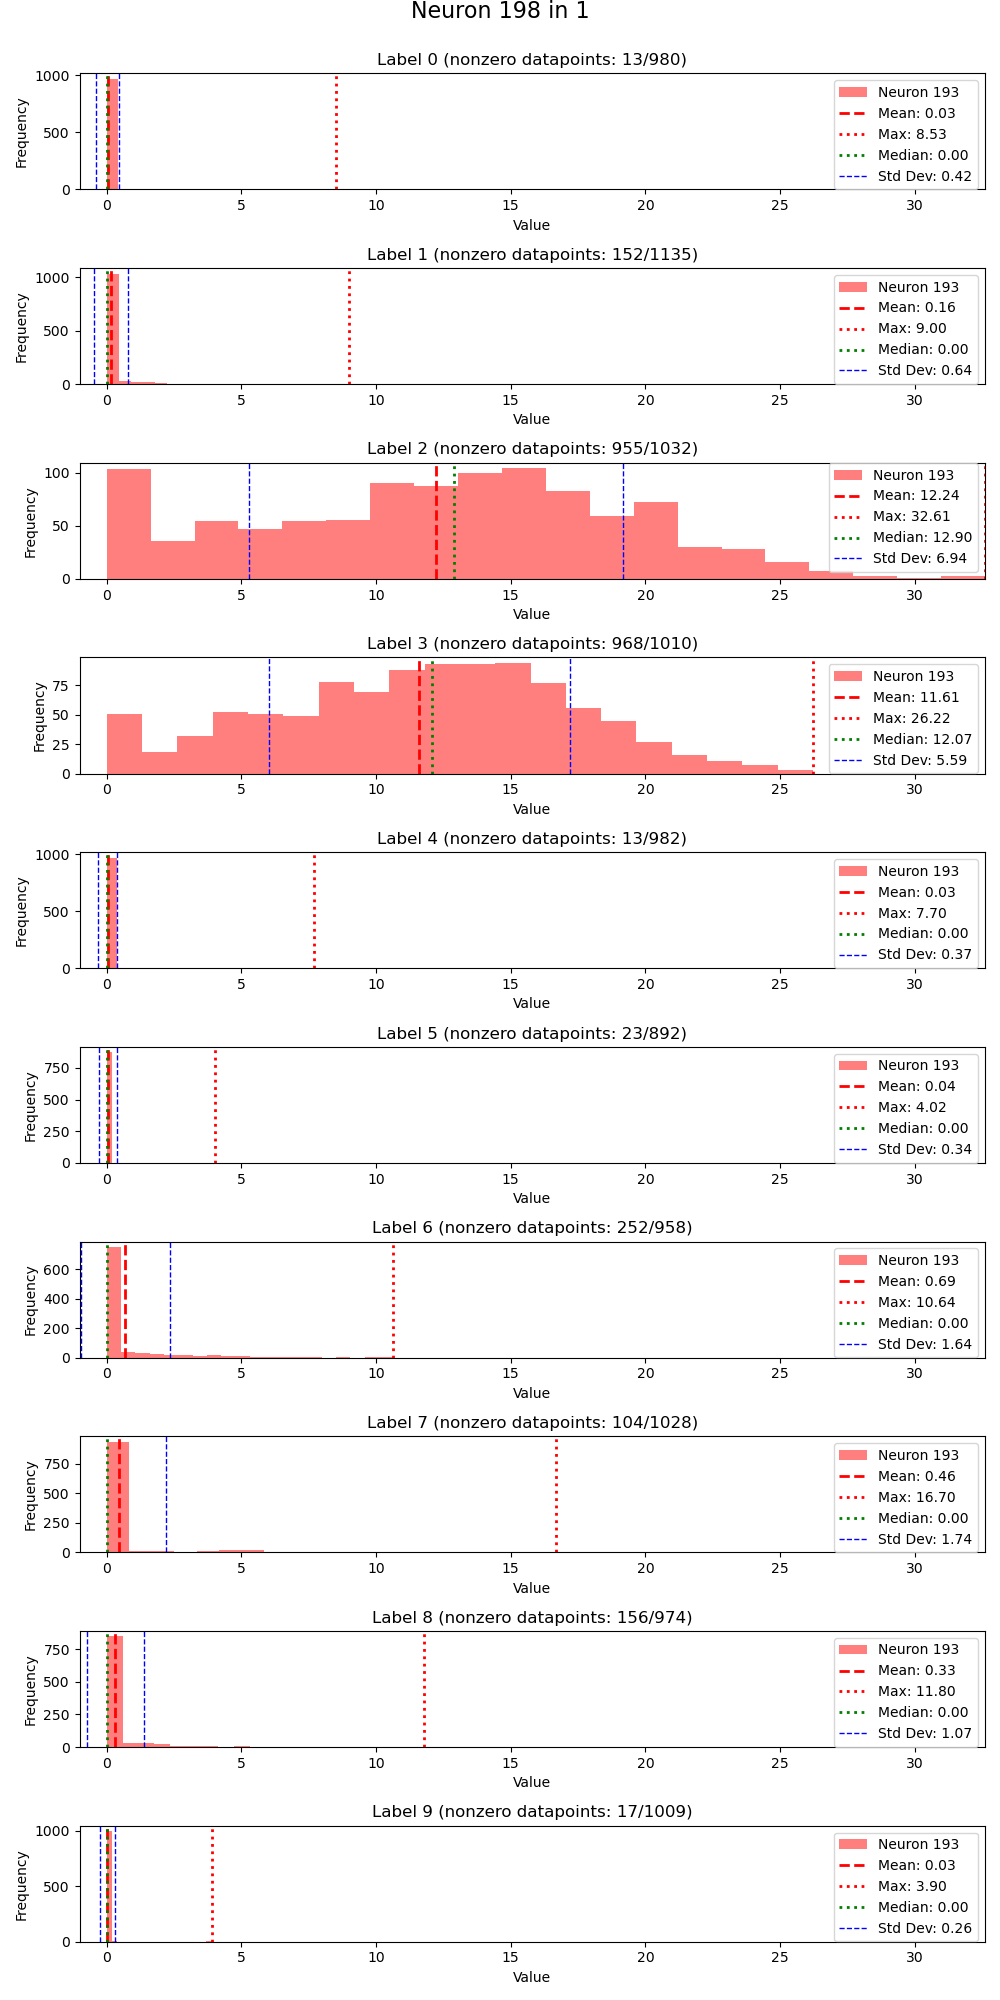 Neuron 198 in 1
Label 0 (nonzero datapoints: 13/980)
Frequency
1000
500
0
Neuron 193
Mean: 0.03
Max: 8.53
Median: 0.00
Std Dev: 0.42
0 5 10 15 20 25 30
Value
Label 1 (nonzero datapoints: 152/1135)
Frequency
1000
500
0
Neuron 193
Mean: 0.16
Max: 9.00
Median: 0.00
Std Dev: 0.64
0 5 10 15 20 25 30
Value
Label 2 (nonzero datapoints: 955/1032)
Frequency
100
50
0
Neuron 193
Mean: 12.24
Max: 32.61
Median: 12.90
Std Dev: 6.94
0 5 10 15 20 25 30
Value
Label 3 (nonzero datapoints: 968/1010)
Frequency
75
50
25
0
Neuron 193
Mean: 11.61
Max: 26.22
Median: 12.07
Std Dev: 5.59
0 5 10 15 20 25 30
Value
Label 4 (nonzero datapoints: 13/982)
Frequency
1000
500
0
Neuron 193
Mean: 0.03
Max: 7.70
Median: 0.00
Std Dev: 0.37
0 5 10 15 20 25 30
Value
Label 5 (nonzero datapoints: 23/892)
Frequency
750
500
250
0
Neuron 193
Mean: 0.04
Max: 4.02
Median: 0.00
Std Dev: 0.34
0 5 10 15 20 25 30
Value
Label 6 (nonzero datapoints: 252/958)
Frequency
600
400
200
0
Neuron 193
Mean: 0.69
Max: 10.64
Median: 0.00
Std Dev: 1.64
0 5 10 15 20 25 30
Value
Label 7 (nonzero datapoints: 104/1028)
Frequency
750
500
250
0
Neuron 193
Mean: 0.46
Max: 16.70
Median: 0.00
Std Dev: 1.74
0 5 10 15 20 25 30
Value
Label 8 (nonzero datapoints: 156/974)
Frequency
750
500
250
0
Neuron 193
Mean: 0.33
Max: 11.80
Median: 0.00
Std Dev: 1.07
0 5 10 15 20 25 30
Value
Label 9 (nonzero datapoints: 17/1009)
Frequency
1000
500
0
Neuron 193
Mean: 0.03
Max: 3.90
Median: 0.00
Std Dev: 0.26
0 5 10 15 20 25 30
Value